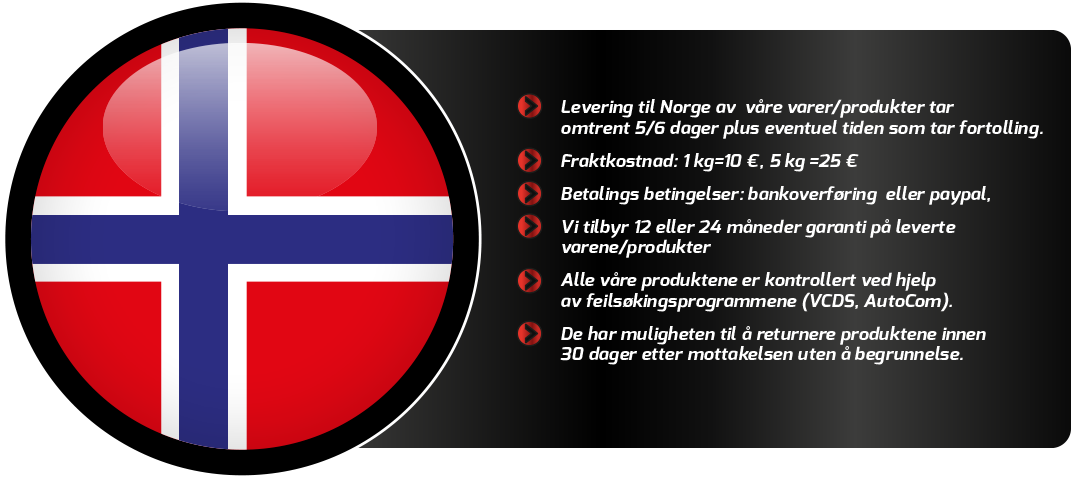 Levering til Norge av våre varer/produkter tar
omtrent 5/6 dager plus eventuel tiden som tar fortolling.
Fraktkostnad: 1 kg=10 €, 5 kg =25 €
Betalings betingelser: bankoverføring eller paypal,
Vi tilbyr 12 eller 24 måneder garanti på leverte
varene/produkter
Alle våre produktene er kontrollert ved hjelp
av feilsøkingsprogrammene (VCDS, AutoCom).
De har muligheten til å returnere produktene innen
30 dager etter mottakelsen uten å begrunnelse.